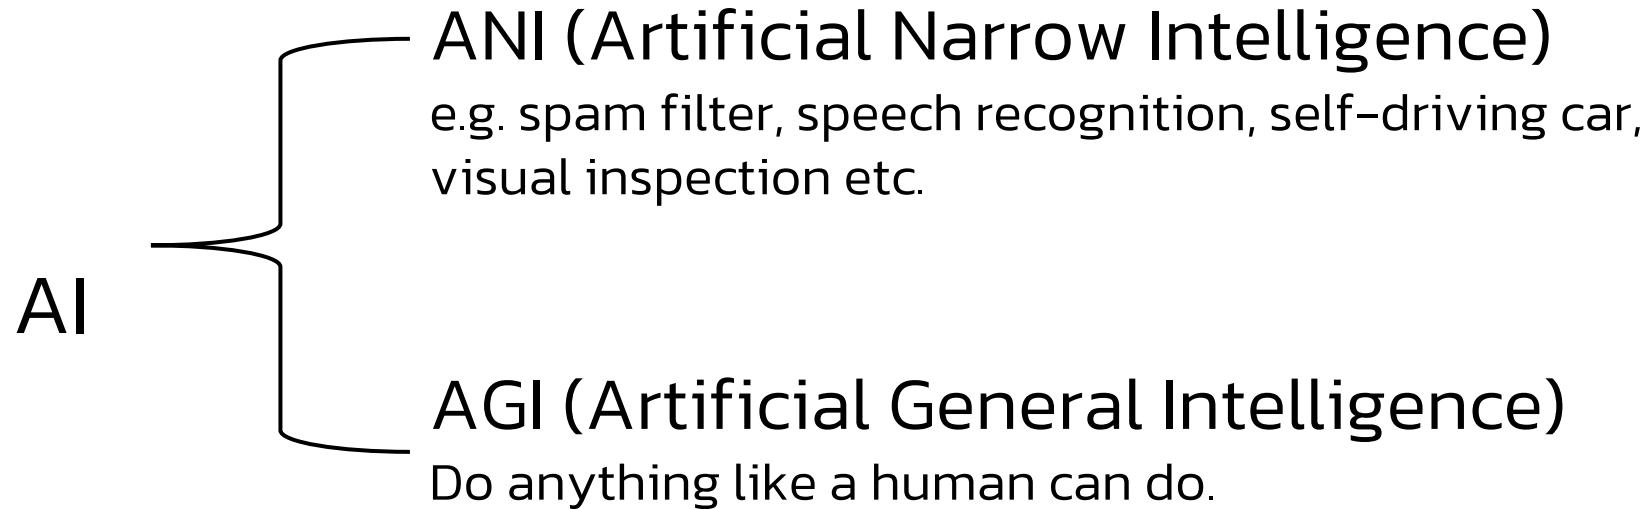 ANI (Artificial Narrow Intelligence)
e.g. spam filter, speech recognition, self-driving car,
visual inspection etc.
AI
AGI (Artificial General Intelligence)
Do anything like a human can do.